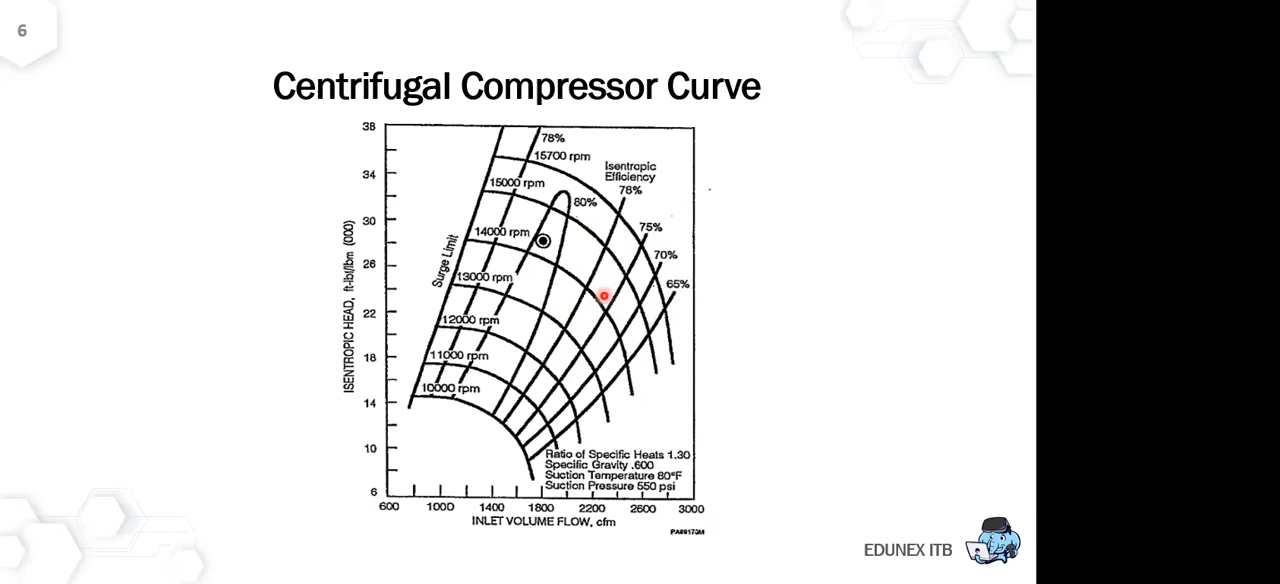 6
Centrifugal Compressor Curve
38
34
30
26
22
18
14
10
6
ISENTROPIC HEAD, ft-lbf/lbm (000)
78%
15700 rpm
Isentropic
Efficiency
78%
15000 rpm
80%
75%
14000 rpm
70%
Surge Limit
13000 rpm
65%
12000 rpm
11000 rpm
10000 rpm
Ratio of Specific Heats 1.30
Specific Gravity .600
Suction Temperature 80°F
Suction Pressure 550 psi
600 1000 1400 1800 2200 2600 3000
INLET VOLUME FLOW, cfm
EDUNEX ITB